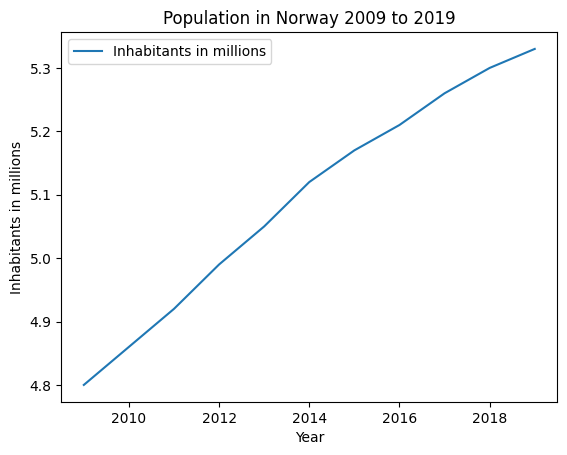 Population in Norway 2009 to 2019
Inhabitants in millions
5.3
5.2
5.1
5.0
4.9
4.8
Inhabitants in millions
2010 2012 2014 2016 2018
Year